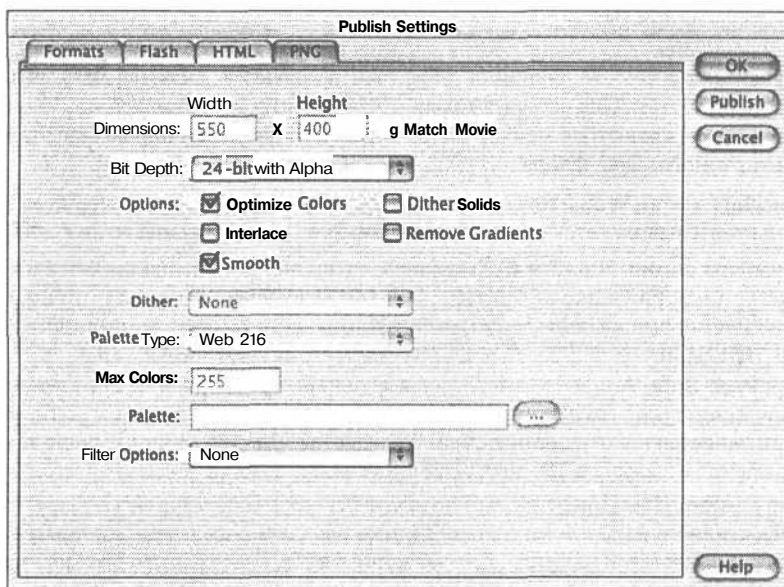 Publish Settings
Formats Flash HTML PNG
OK
Publish
Cancel
Width Height
Dimensions: 550 X 400 g Match Movie
Bit Depth: 24-bit with Alpha
Options: Optimize Colors Dither Solids
Interlace Remove Gradients
Smooth
Dither: None
Palette Type: Web 216
Max Colors: 255
Palette: ...
Filter Options: None
Help